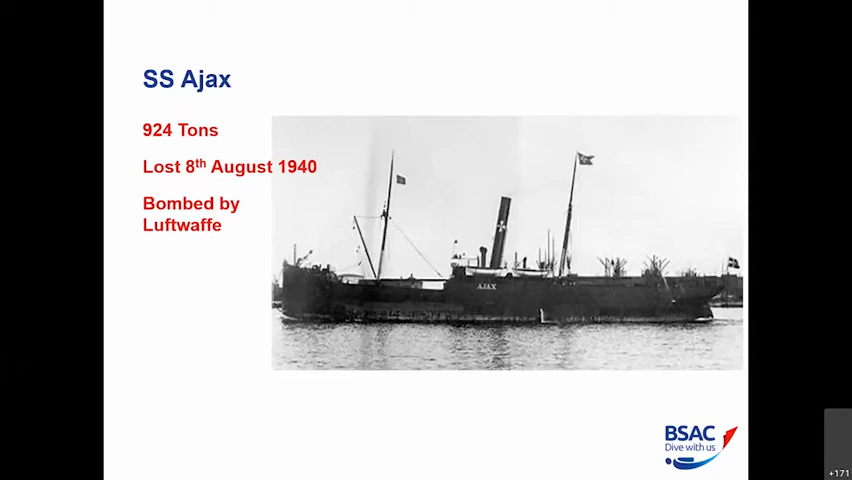 SS Ajax
924 Tons
Lost 8th August 1940
Bombed by
Luftwaffe
AJAX
BSAC
Dive with us
+171